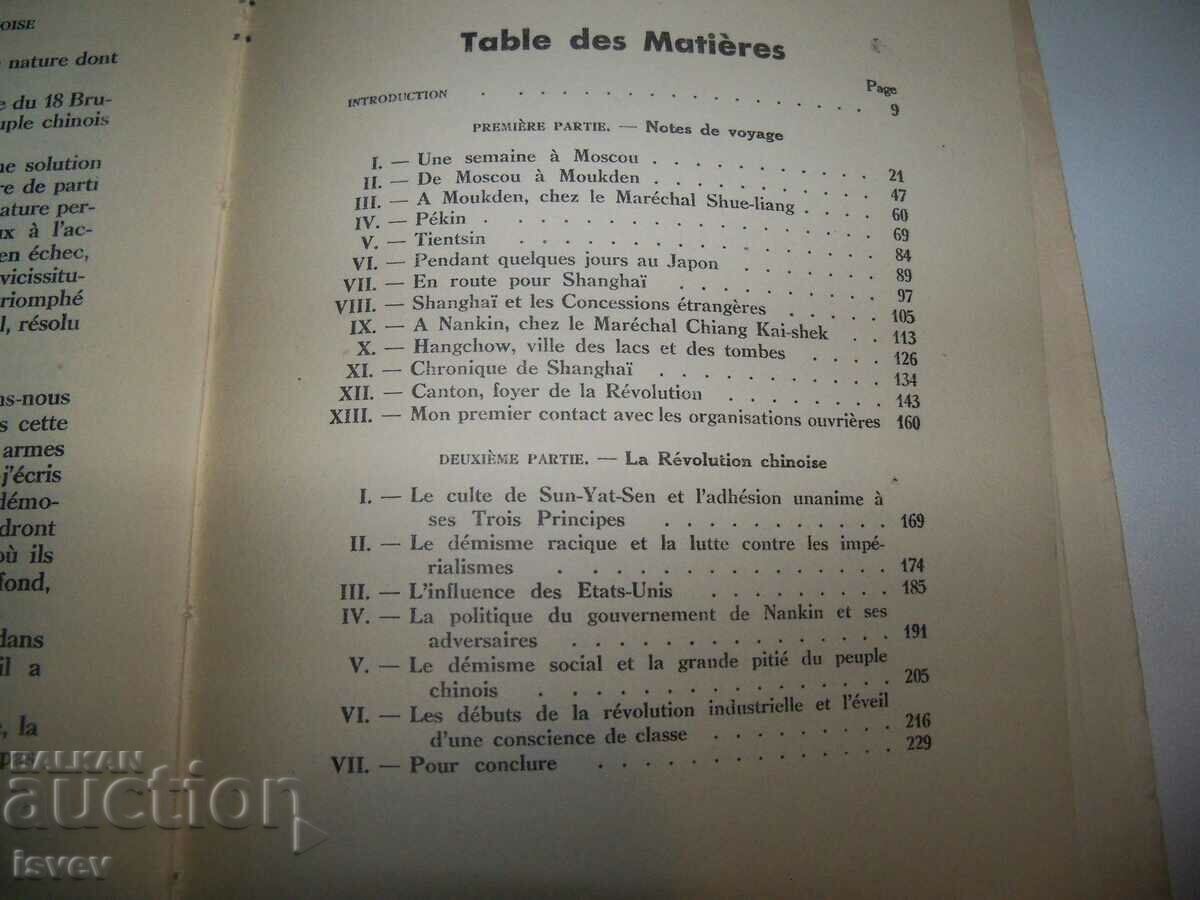 OISE
nature dont
e du 18 Bru-
uple chinois
ne solution
re de parti
ature per-
ux à l'ac-
en échec,
vicissitu-
riomphé
l, résolu
ns-nous
s cette
armes
j'écris
démo-
dront
où ils
fond,
dans
il a
, la
pas
Table des Matières
Page
INTRODUCTION . . . . . . . . . . . . . . 9
PREMIÈRE PARTIE. — Notes de voyage
I. — Une semaine à Moscou . . . . . . . . 21
II. — De Moscou à Moukden . . . . . . . . 47
III. — A Moukden, chez le Maréchal Shue-liang . . . . 60
IV. — Pékin . . . . . . . . . . . . . . 69
V. — Tientsin . . . . . . . . . . . . . 84
VI. — Pendant quelques jours au Japon . . . . . . 89
VII. — En route pour Shanghaï . . . . . . . . 97
VIII. — Shanghaï et les Concessions étrangères . . . . . 105
IX. — A Nankin, chez le Maréchal Chiang Kai-shek . . . 113
X. — Hangchow, ville des lacs et des tombes . . . . 126
XI. — Chronique de Shanghaï . . . . . . . . 134
XII. — Canton, foyer de la Révolution . . . . . . 143
XIII. — Mon premier contact avec les organisations ouvrières 160
DEUXIÈME PARTIE. — La Révolution chinoise
I. — Le culte de Sun-Yat-Sen et l'adhésion unanime à
ses Trois Principes . . . . . . . . . . . 169
II. — Le démisme racique et la lutte contre les impé-
rialismes . . . . . . . . . . . . . . 174
III. — L'influence des Etats-Unis . . . . . . . . . 185
IV. — La politique du gouvernement de Nankin et ses
adversaires . . . . . . . . . . . . . 191
V. — Le démisme social et la grande pitié du peuple
chinois . . . . . . . . . . . . . . 205
VI. — Les débuts de la révolution industrielle et l'éveil
d'une conscience de classe . . . . . . . . 216
VII. — Pour conclure . . . . . . . . . . . . 229
BALKAN
auction
isvev